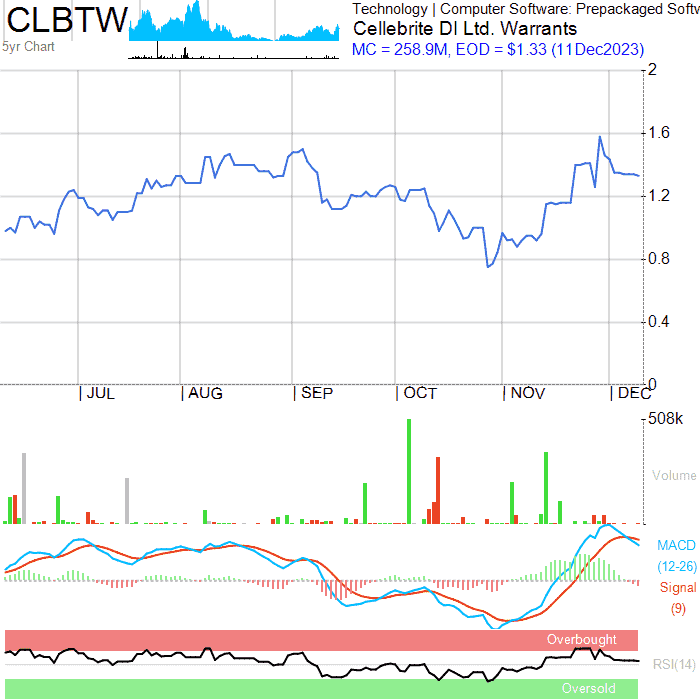 CLBTW
5yr Chart
Technology | Computer Software: Prepackaged Softw
Cellebrite DI Ltd. Warrants
MC = 258.9M, EOD = $1.33 (11Dec2023)
2
1.6
1.2
0.8
0.4
0
JUL AUG SEP OCT NOV DEC
508k
Volume
MACD
(12-26)
Signal
(9)
Overbought
RSI(14)
Oversold